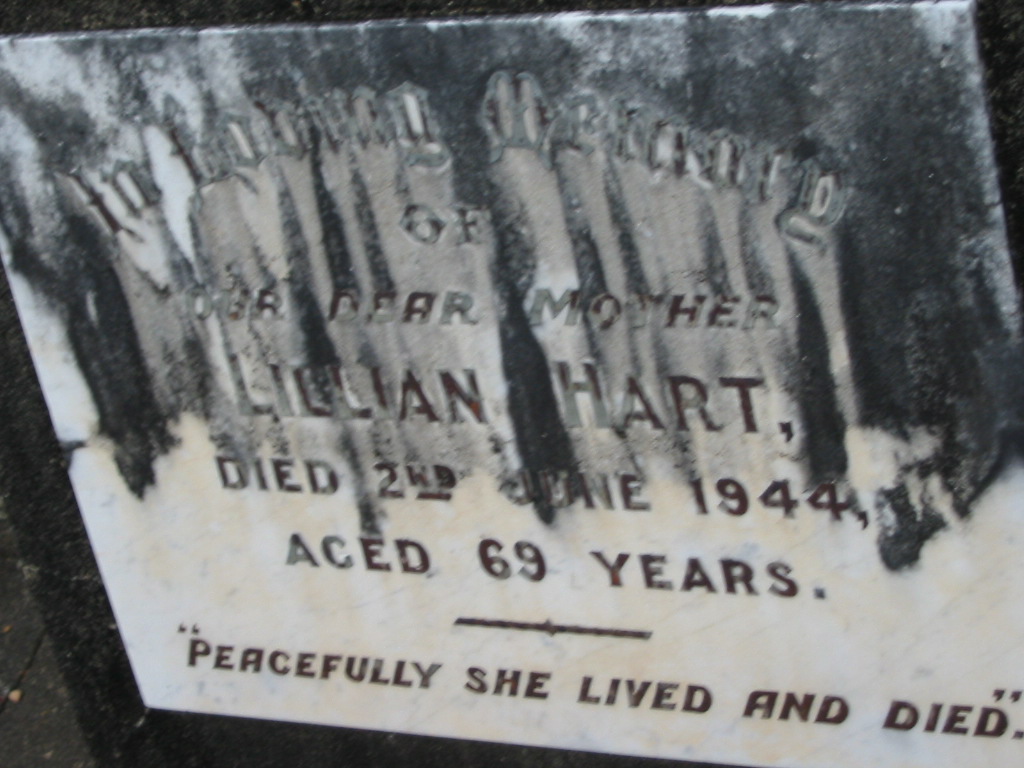 In Loving Memory
OF
OUR DEAR MOTHER
LILLIAN HART,
DIED 2ND JUNE 1944,
AGED 69 YEARS.
"PEACEFULLY SHE LIVED AND DIED."